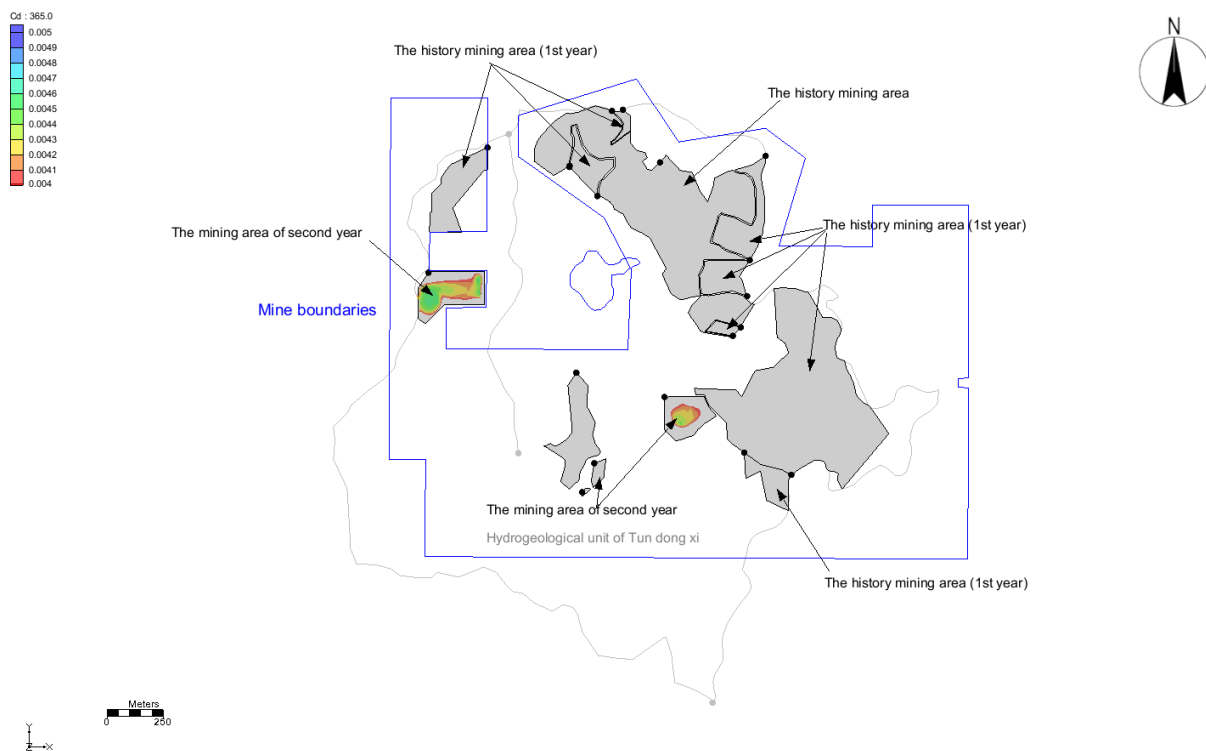 Cd : 365.0
0.005
0.0049
0.0048
0.0047
0.0046
0.0045
0.0044
0.0043
0.0042
0.0041
0.004
N
The history mining area (1st year)
The history mining area
The history mining area (1st year)
The mining area of second year
Mine boundaries
The mining area of second year
Hydrogeological unit of Tun dong xi
The history mining area (1st year)
Meters
0 250
Y
Z X